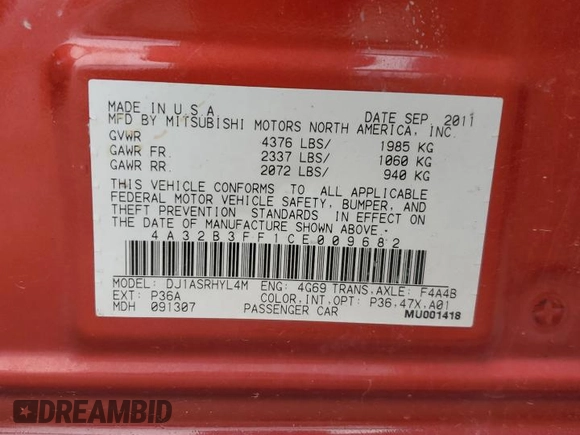 MADE IN U.S.A DATE SEP. 2011
MFD BY MITSUBISHI MOTORS NORTH AMERICA, INC.
GVWR 4376 LBS/ 1985 KG
GAWR FR. 2337 LBS/ 1060 KG
GAWR RR. 2072 LBS/ 940 KG
THIS VEHICLE CONFORMS TO ALL APPLICABLE
FEDERAL MOTOR VEHICLE SAFETY, BUMPER, AND
THEFT PREVENTION STANDARDS IN EFFECT ON
THE DATE OF MANUFACTURE SHOWN ABOVE.
4A32B3FF1CE009682
MODEL: DJ1ASRHYL4M ENG: 4G69 TRANS.AXLE: F4A4B
EXT: P36A COLOR.INT.OPT: P36.47X.A01
MDH 091307 PASSENGER CAR MU001418
DREAMBID